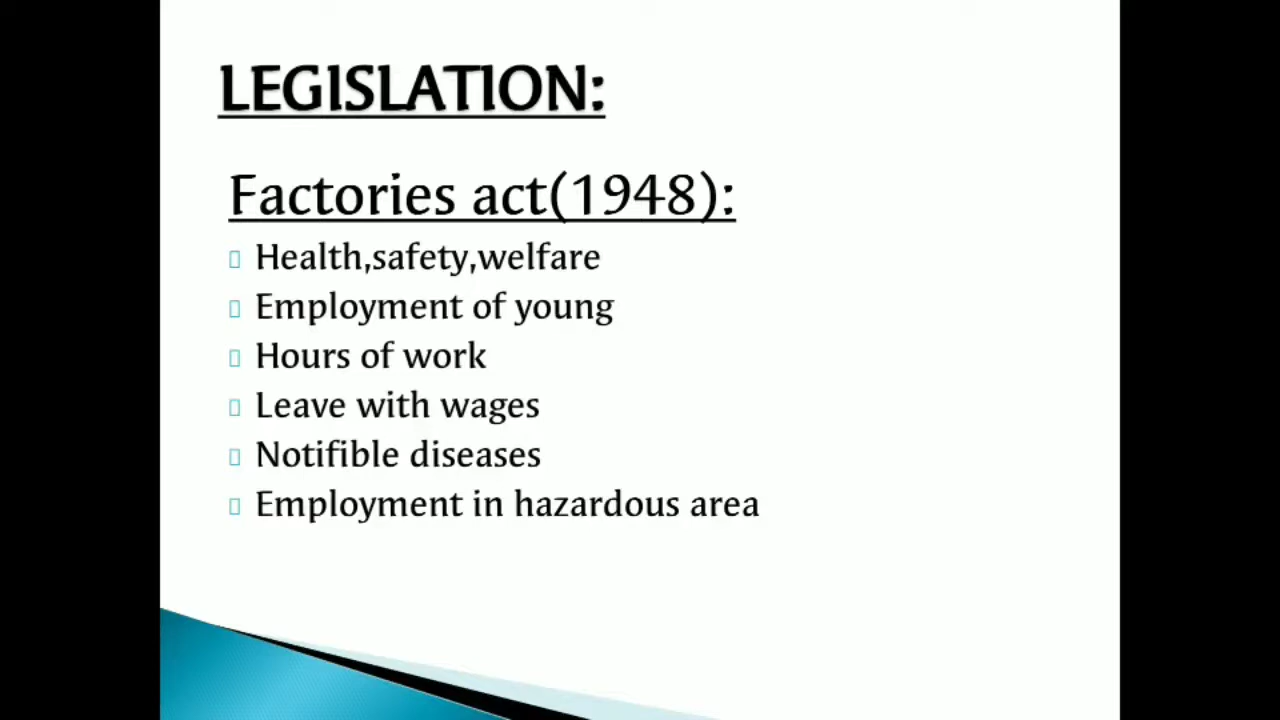 LEGISLATION:
Factories act(1948):
Health,safety,welfare
Employment of young
Hours of work
Leave with wages
Notifible diseases
Employment in hazardous area